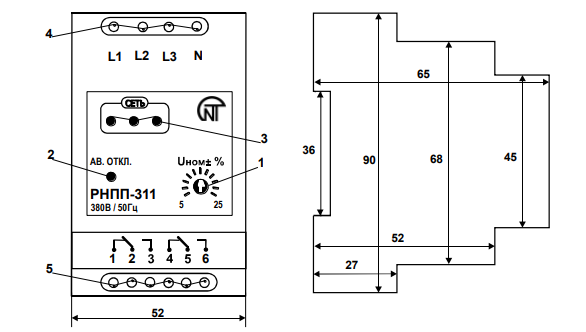 4
L1 L2 L3 N
СЕТЬ
NT
3
2
АВ. ОТКЛ.
Uном± %
1
РНПП-311
380В / 50Гц
5 25
1 2 3 4 5 6
5
52
65
36
90
68
45
52
27